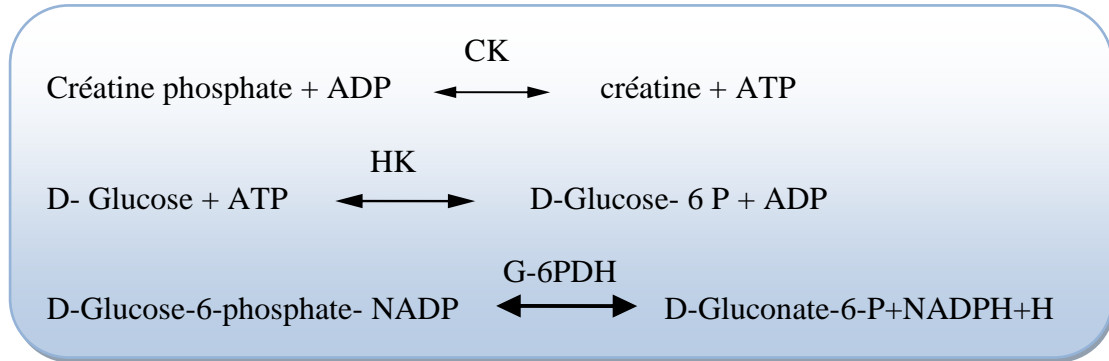 CK
Créatine phosphate + ADP créatine + ATP
HK
D- Glucose + ATP D-Glucose- 6 P + ADP
G-6PDH
D-Glucose-6-phosphate- NADP D-Gluconate-6-P+NADPH+H